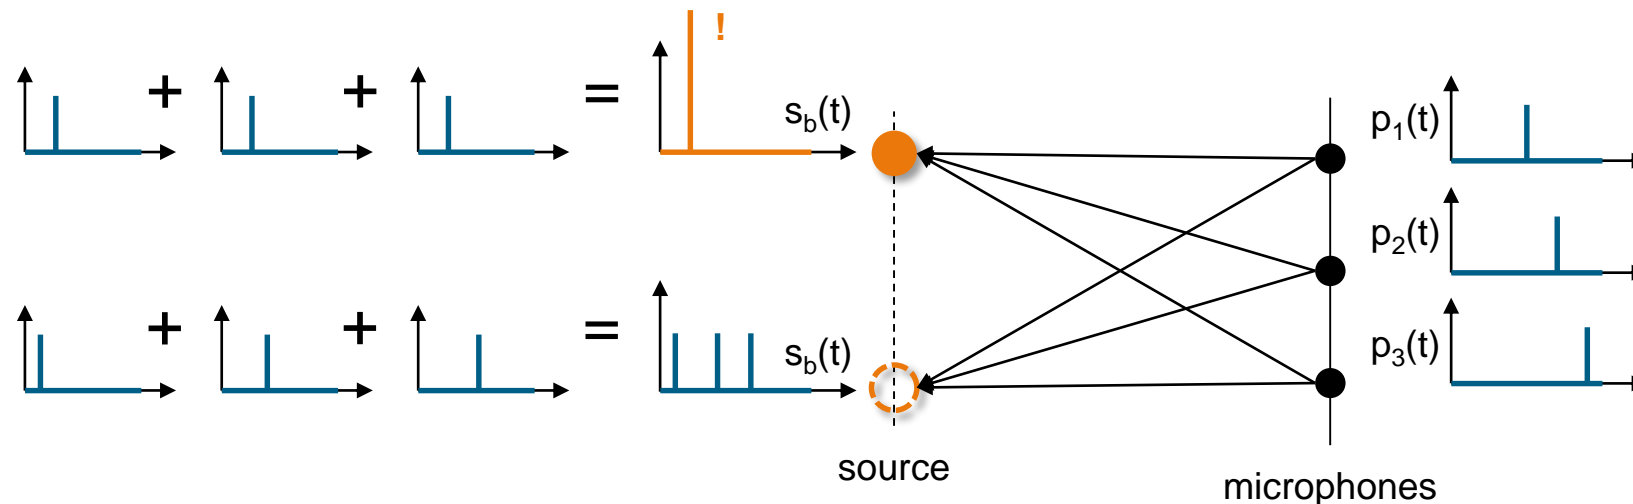 + + = !
s_b(t)
p_1(t)
p_2(t)
+ + =
s_b(t)
p_3(t)
source
microphones